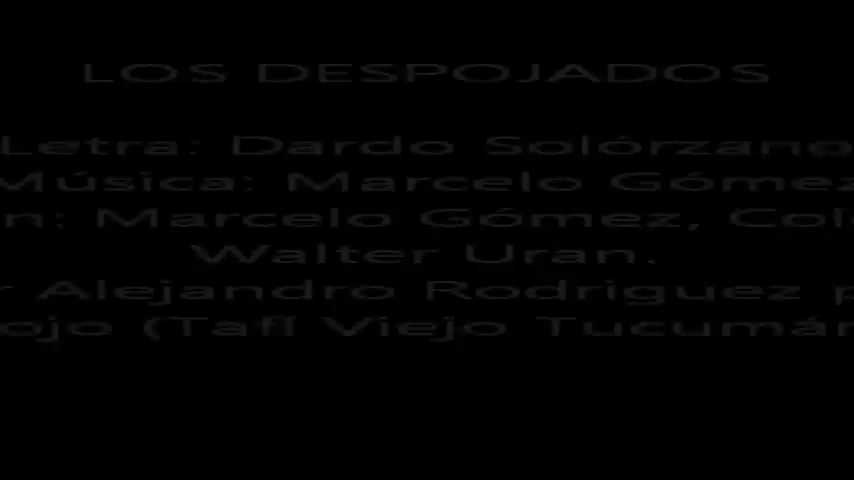 LOS DESPOJADOS
Letra: Dardo Solórzano
Música: Marcelo Gómez
n: Marcelo Gómez, Col
Walter Uran.
r Alejandro Rodriguez p
ojo (Tafí Viejo Tucumán